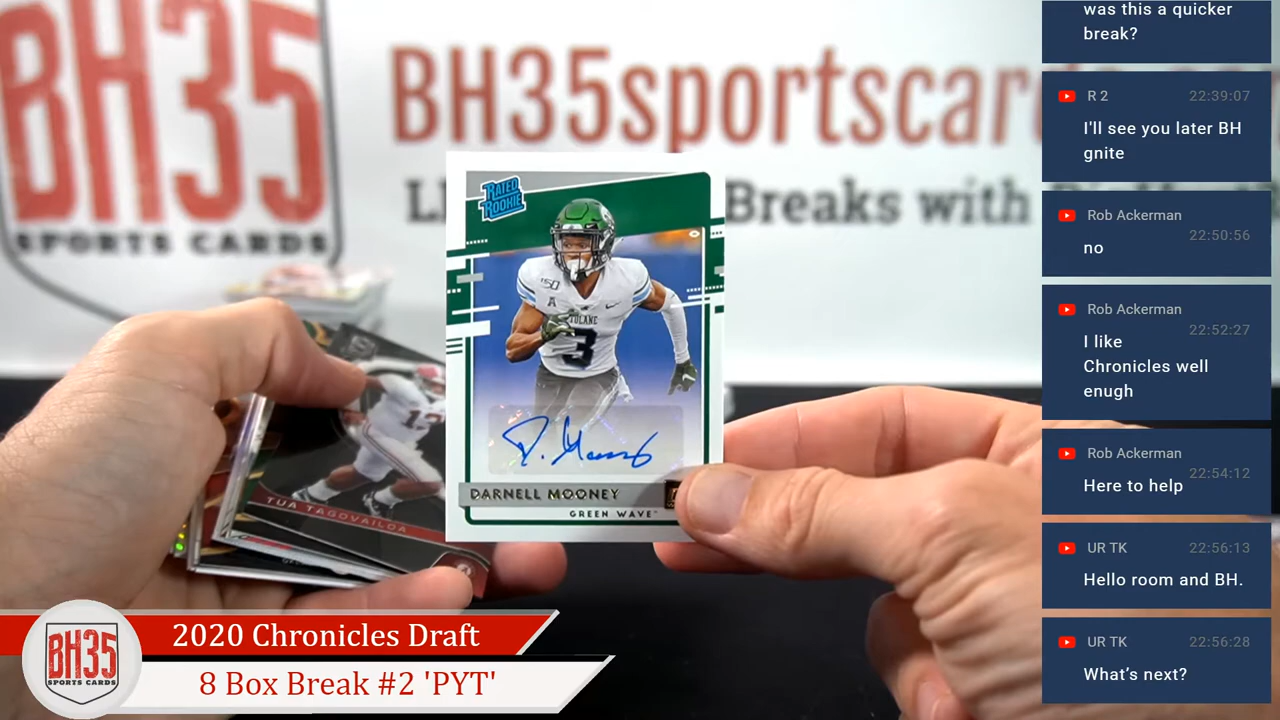 BH35
SPORTS CARDS
BH35sportscar
Breaks with
RATED
ROOKIE
150
A
TULANE
3
D. Mooney
DARNELL MOONEY
GREEN WAVE
13
TUA TAGOVAILOA
was this a quicker
break?
R 2 22:39:07
I'll see you later BH
gnite
Rob Ackerman
22:50:56
no
Rob Ackerman
22:52:27
I like
Chronicles well
enugh
Rob Ackerman
22:54:12
Here to help
UR TK 22:56:13
Hello room and BH.
UR TK 22:56:28
What's next?
2020 Chronicles Draft
8 Box Break #2 'PYT'
BH35
SPORTS CARDS